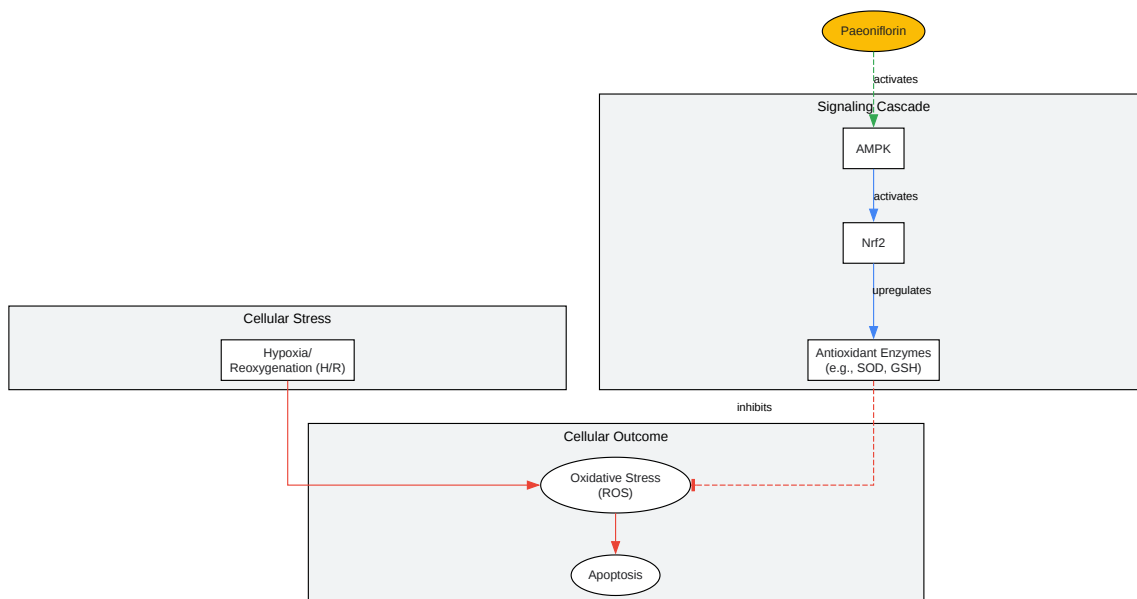 Paeoniflorin
activates
Signaling Cascade
AMPK
activates
Nrf2
upregulates
Antioxidant Enzymes
(e.g., SOD, GSH)
Cellular Stress
Hypoxia/
Reoxygenation (H/R)
inhibits
Cellular Outcome
Oxidative Stress
(ROS)
Apoptosis